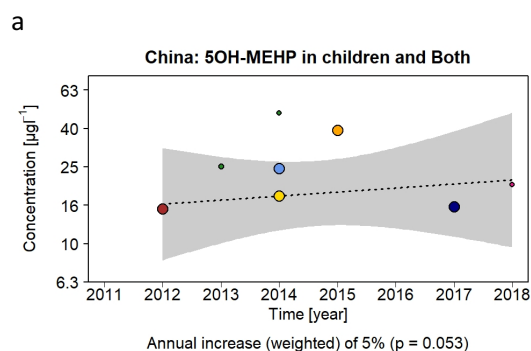 a
China: 5OH-MEHP in children and Both
Concentration [µgl⁻¹]
63
40
25
16
10
6.3
2011 2012 2013 2014 2015 2016 2017 2018
Time [year]
Annual increase (weighted) of 5% (p = 0.053)